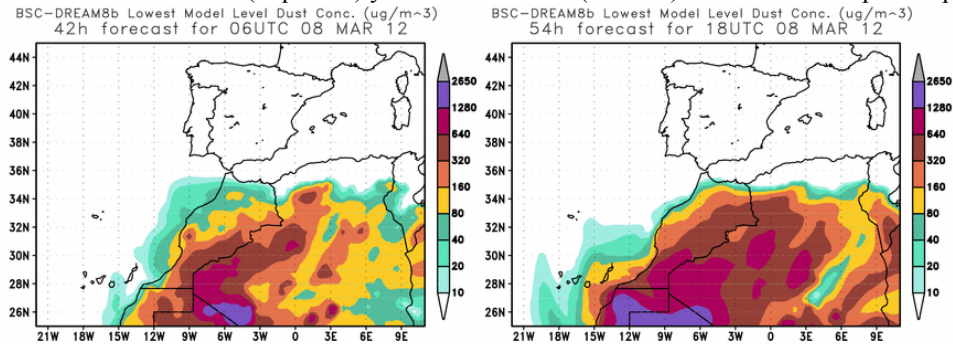 BSC-DREAM8b Lowest Model Level Dust Conc. (ug/m^3)
42h forecast for 06UTC 08 MAR 12
44N
42N
40N
38N
36N
34N
32N
30N
28N
26N
21W 18W 15W 12W 9W 6W 3W 0 3E 6E 9E
2650
1280
640
320
160
80
40
20
10
BSC-DREAM8b Lowest Model Level Dust Conc. (ug/m^3)
54h forecast for 18UTC 08 MAR 12
44N
42N
40N
38N
36N
34N
32N
30N
28N
26N
21W 18W 15W 12W 9W 6W 3W 0 3E 6E 9E
2650
1280
640
320
160
80
40
20
10